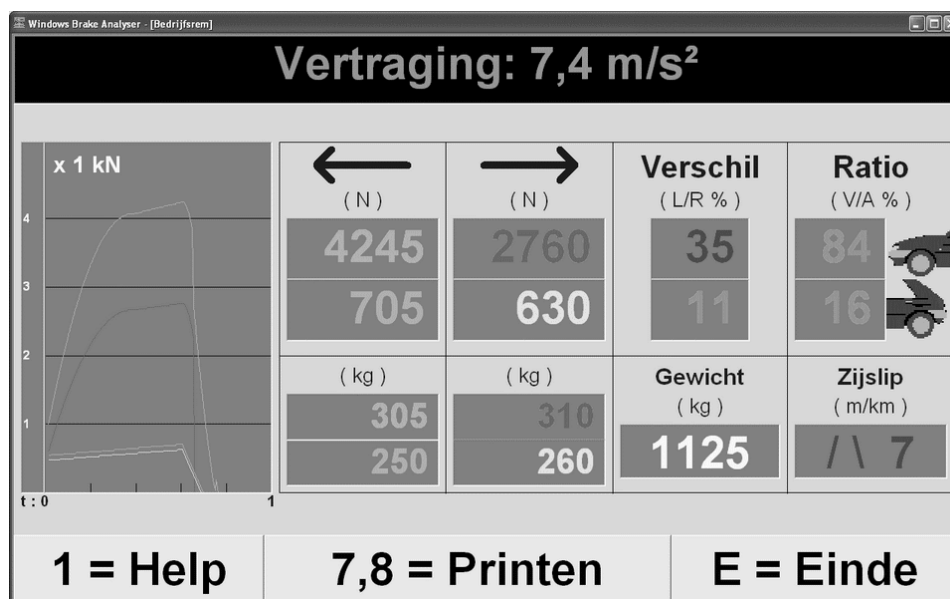 Windows Brake Analyser - [Bedrijfsrem]
Vertraging: 7,4 m/s²
x 1 kN
4
3
2
1
t : 0
1
( N )
( N )
Verschil
( L/R % )
Ratio
( V/A % )
4245
2760
35
84
705
630
11
16
( kg )
( kg )
Gewicht
( kg )
Zijslip
( m/km )
305
310
250
260
1125
/ \ 7
1 = Help
7,8 = Printen
E = Einde